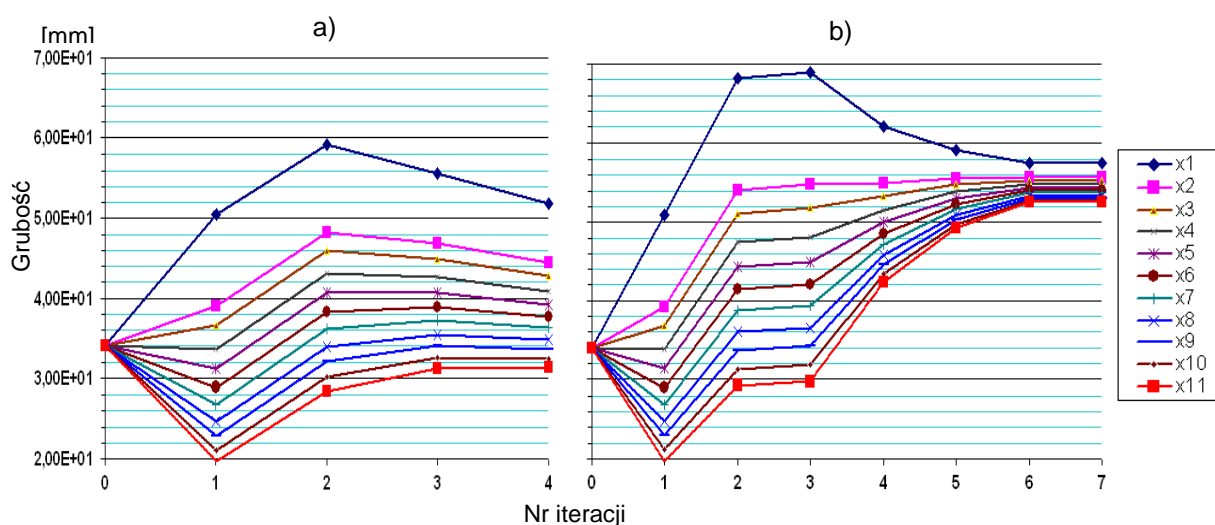 a)
b)
[mm]
7,00E+01
6,00E+01
5,00E+01
4,00E+01
3,00E+01
2,00E+01
Grubość
0 1 2 3 4
0 1 2 3 4 5 6 7
Nr iteracji
x1
x2
x3
x4
x5
x6
x7
x8
x9
x10
x11